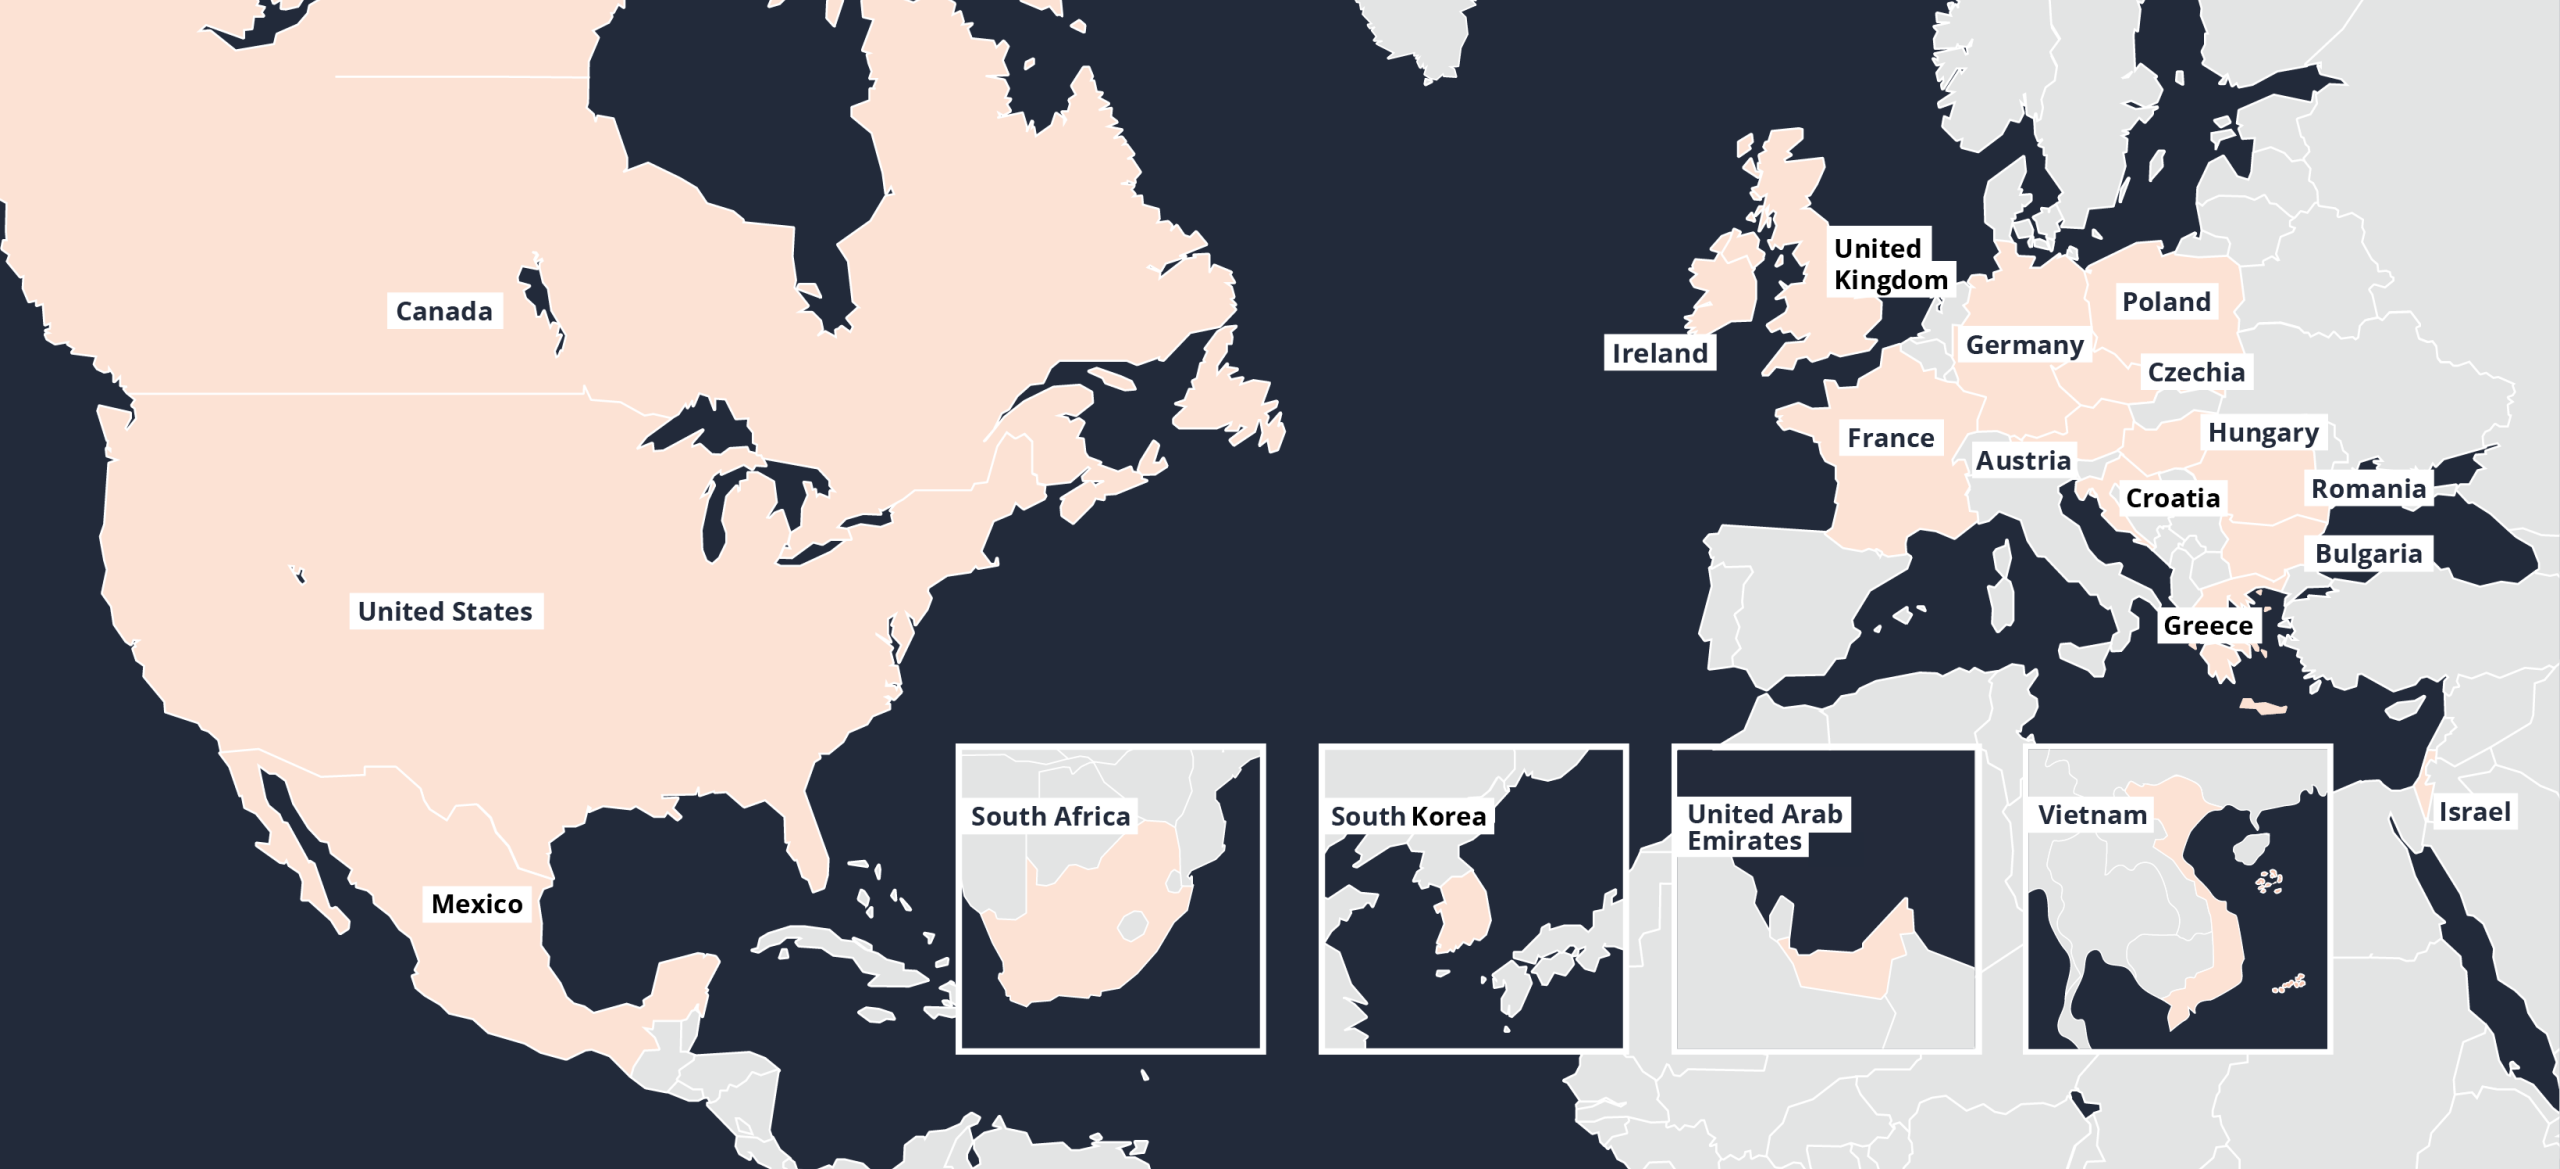 Canada
United States
Mexico
United
Kingdom
Ireland
Poland
Germany
Czechia
France
Hungary
Austria
Romania
Croatia
Bulgaria
Greece
Israel
South Africa
South Korea
United Arab
Emirates
Vietnam